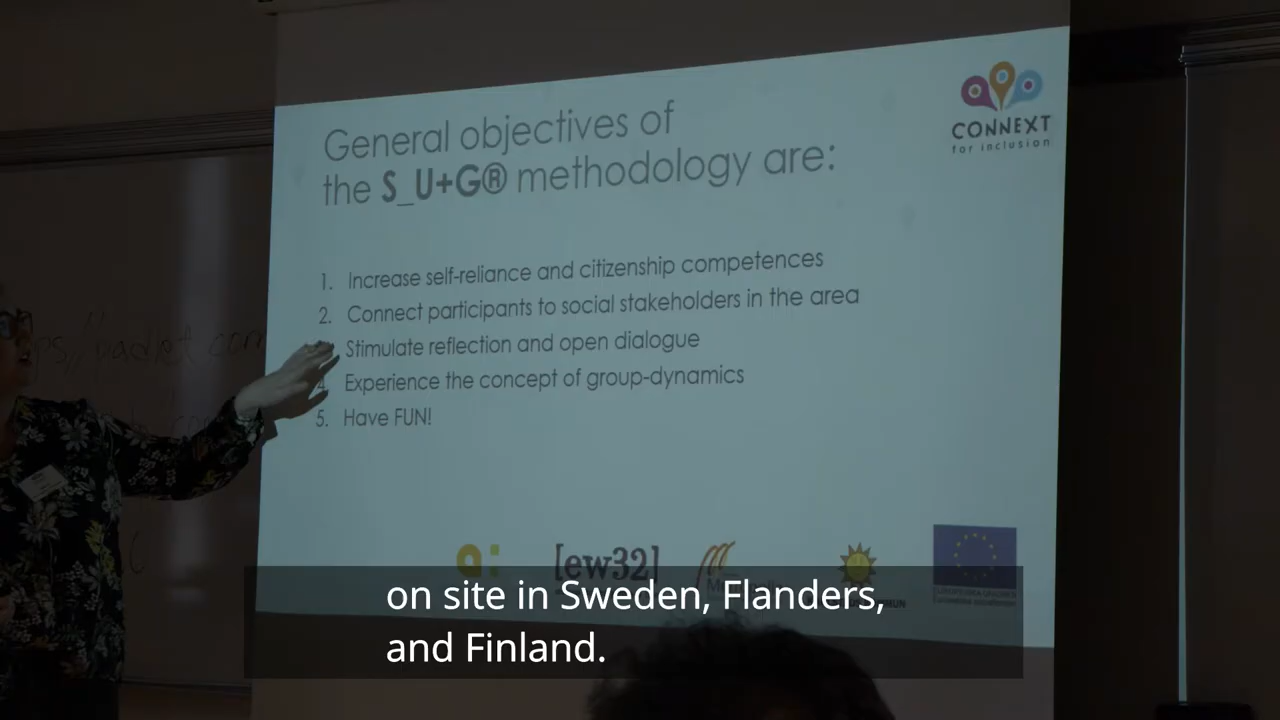 General objectives of
the S_U+G® methodology are:
CONNEXT
for inclusion
1. Increase self-reliance and citizenship competences
2. Connect participants to social stakeholders in the area
Stimulate reflection and open dialogue
4. Experience the concept of group-dynamics
5. Have FUN!
a:
[ew32]
on site in Sweden, Flanders,
and Finland.